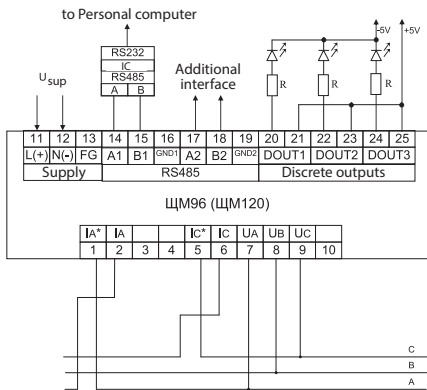 to Personal computer
RS232
IC
RS485
A B
-5V +5V
Usup
Additional interface
R R R
11 12 13 14 15 16 17 18 19 20 21 22 23 24 25
L(+) N(-) FG A1 B1 GND1 A2 B2 GND2 DOUT1 DOUT2 DOUT3
Supply RS485 Discrete outputs
ЩМ96 (ЩМ120)
IA* IA IC* IC UA UB UC
1 2 3 4 5 6 7 8 9 10
C
B
A